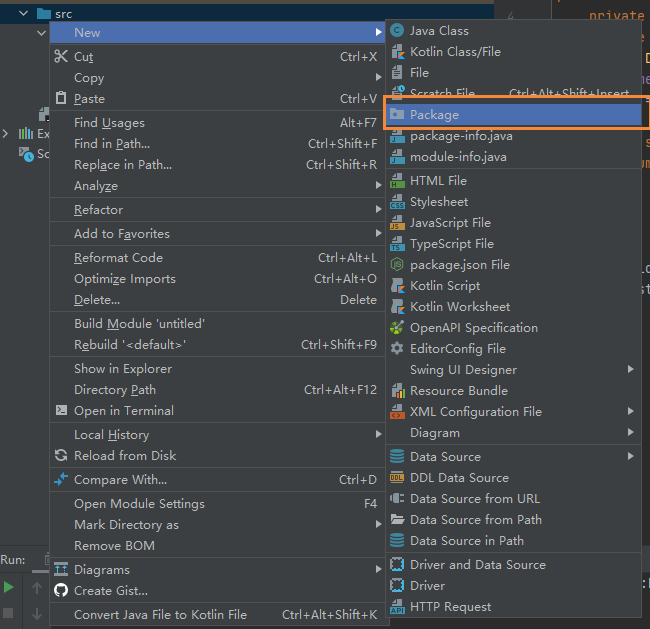 src
4
private
New
Cut Ctrl+X
Copy
Paste Ctrl+V
Find Usages Alt+F7
Find in Path... Ctrl+Shift+F
Replace in Path... Ctrl+Shift+R
Analyze
Refactor
Add to Favorites
Reformat Code Ctrl+Alt+L
Optimize Imports Ctrl+Alt+O
Delete... Delete
Build Module 'untitled'
Rebuild '<default>' Ctrl+Shift+F9
Show in Explorer
Directory Path Ctrl+Alt+F12
Open in Terminal
Local History
Reload from Disk
Compare With... Ctrl+D
Open Module Settings F4
Mark Directory as
Remove BOM
Diagrams
Create Gist...
Convert Java File to Kotlin File Ctrl+Alt+Shift+K
Java Class
Kotlin Class/File
File
Scratch File Ctrl+Alt+Shift+Insert
Package
package-info.java
module-info.java
HTML File
Stylesheet
JavaScript File
TypeScript File
package.json File
Kotlin Script
Kotlin Worksheet
OpenAPI Specification
EditorConfig File
Swing UI Designer
Resource Bundle
XML Configuration File
Diagram
Data Source
DDL Data Source
Data Source from URL
Data Source from Path
Data Source in Path
Driver and Data Source
Driver
HTTP Request
Ex
Sc
Run: